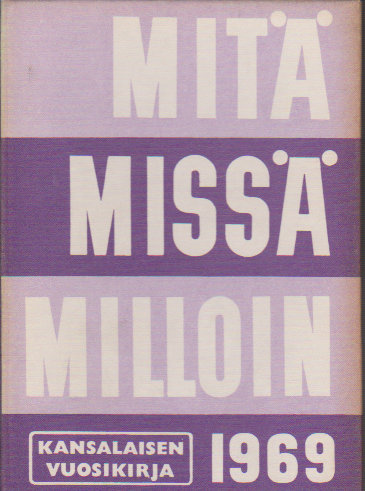 MITÄ
MISSÄ
MILLOIN
KANSALAISEN
VUOSIKIRJA
1969